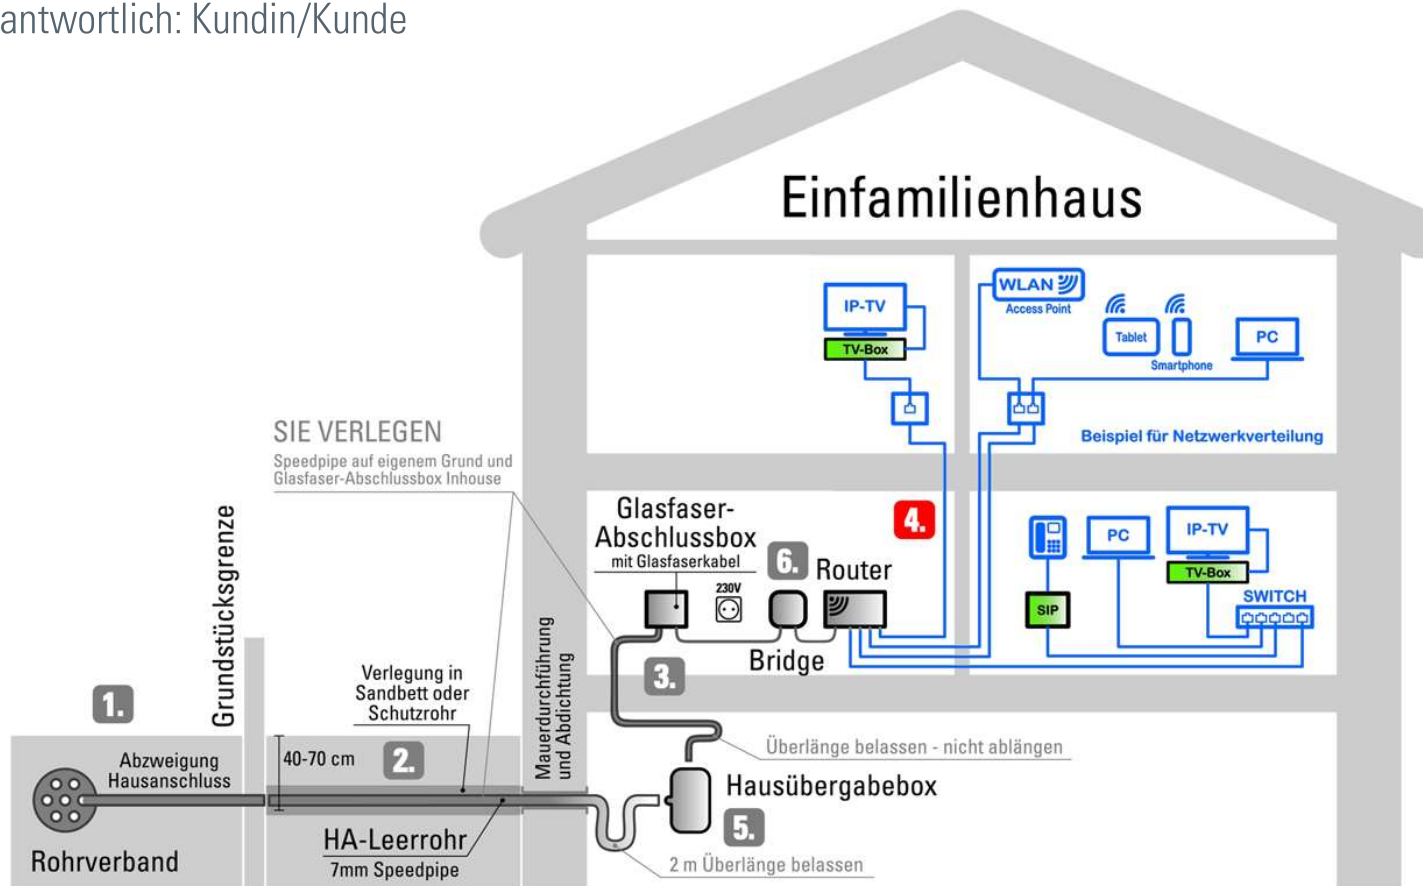 antwortlich: Kundin/Kunde
Einfamilienhaus
IP-TV
TV-Box
WLAN
Access Point
Tablet
Smartphone
PC
Beispiel für Netzwerkverteilung
SIE VERLEGEN
Speedpipe auf eigenem Grund und
Glasfaser-Abschlussbox Inhouse
Glasfaser-
Abschlussbox
mit Glasfaserkabel
230V
6.
Router
4.
Bridge
3.
PC
IP-TV
TV-Box
SIP
SWITCH
Grundstücksgrenze
1.
Abzweigung
Hausanschluss
Rohrverband
Verlegung in
Sandbett oder
Schutzrohr
40-70 cm
2.
HA-Leerrohr
7mm Speedpipe
Mauerdurchführung
und Abdichtung
Überlänge belassen - nicht ablängen
Hausübergabebox
5.
2 m Überlänge belassen